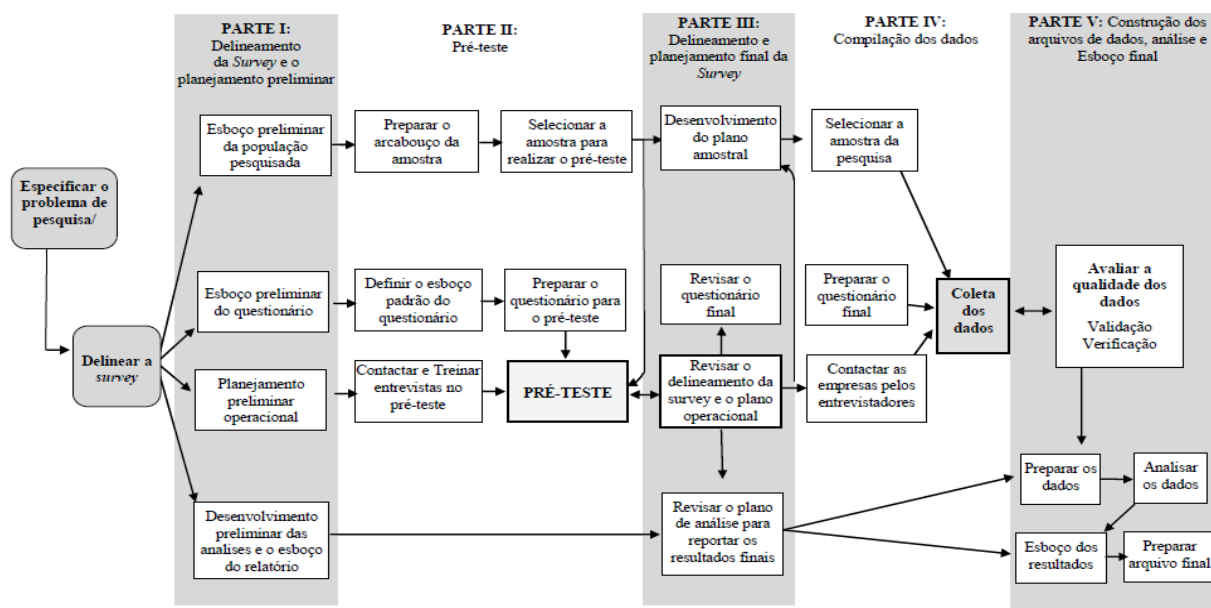 PARTE I:
Delineamento
da Survey e o
planejamento preliminar
PARTE II:
Pré-teste
PARTE III:
Delineamento e
planejamento final da
Survey
PARTE IV:
Compilação dos dados
PARTE V: Construção dos
arquivos de dados, análise e
Esboço final
Especificar o
problema de
pesquisa/
Delinear a
survey
Esboço preliminar
da população
pesquisada
Preparar o
arcabouço da
amostra
Selecionar a
amostra para
realizar o pré-teste
Desenvolvimento
do plano
amostral
Selecionar a
amostra da
pesquisa
Esboço preliminar
do questionário
Definir o esboço
padrão do
questionário
Preparar o
questionário para
o pré-teste
Revisar o
questionário final
Preparar o
questionário final
Coleta
dos
dados
Avaliar a
qualidade dos
dados
Validação
Verificação
Planejamento
preliminar
operacional
Contactar e Treinar
entrevistas no
pré-teste
PRÉ-TESTE
Revisar o
delineamento da
survey e o plano
operacional
Contactar as
empresas pelos
entrevistadores
Desenvolvimento
preliminar das
analises e o esboço
do relatório
Revisar o plano
de análise para
reportar os
resultados finais
Preparar os
dados
Analisar
os dados
Esboço dos
resultados
Preparar
arquivo final